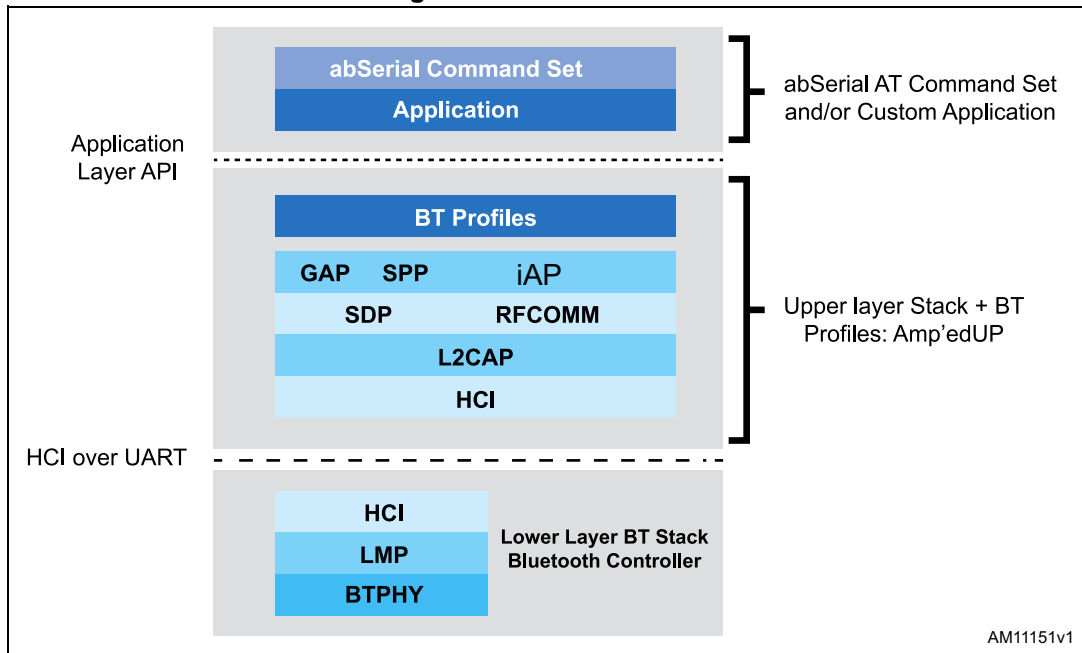 abSerial Command Set
Application
abSerial AT Command Set
and/or Custom Application
Application
Layer API
BT Profiles
GAP SPP iAP
SDP RFCOMM
L2CAP
HCI
Upper layer Stack + BT
Profiles: Amp'edUP
HCI over UART
HCI
LMP
BTPHY
Lower Layer BT Stack
Bluetooth Controller
AM11151v1